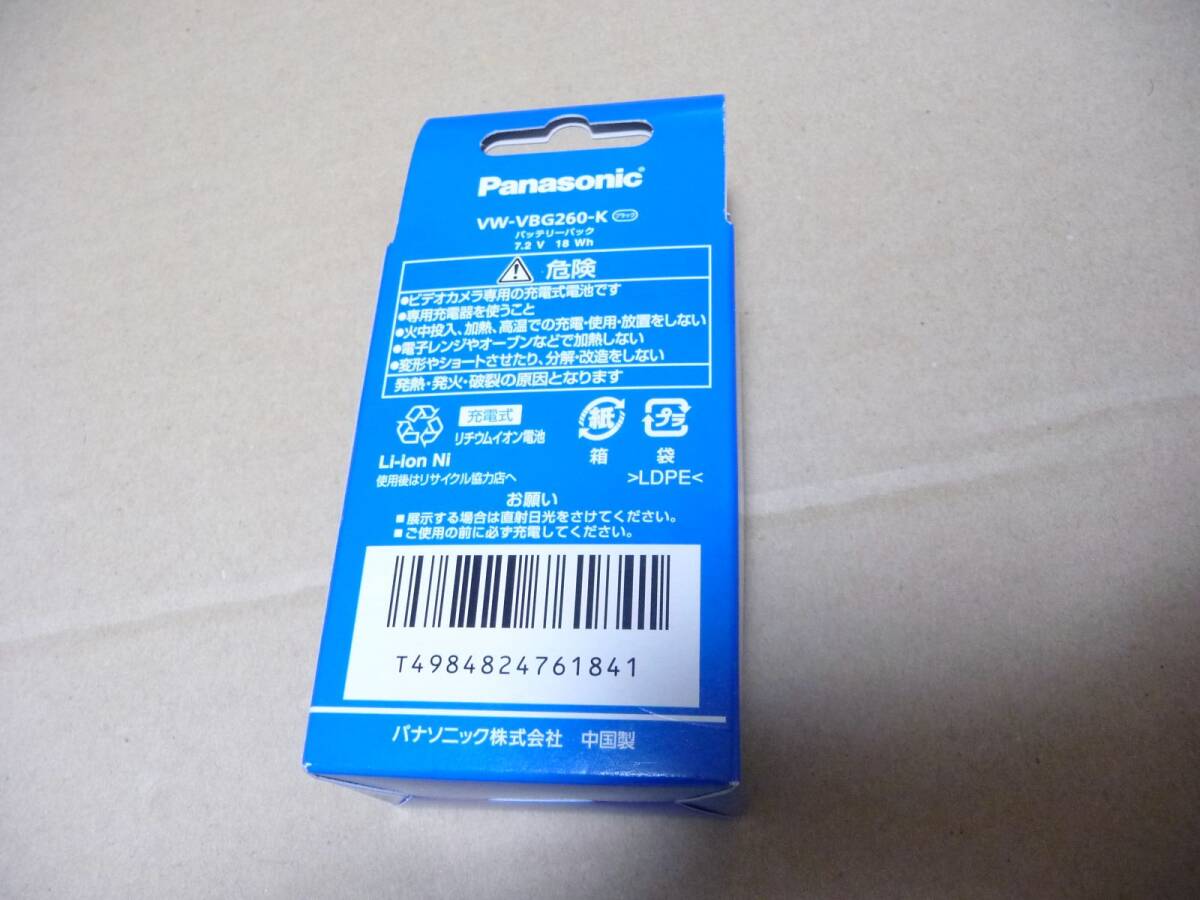 Panasonic
VW-VBG260-K ブラック
バッテリーパック
7.2 V 18 Wh
危険
●ビデオカメラ専用の充電式電池です
●専用充電器を使うこと
●火中投入、加熱、高温での充電・使用・放置をしない
●電子レンジやオーブンなどで加熱しない
●変形やショートさせたり、分解・改造をしない
発熱・発火・破裂の原因となります
充電式
リチウムイオン電池
Li-ion Ni
使用後はリサイクル協力店へ
紙
箱
プラ
袋
>LDPE<
お願い
■展示する場合は直射日光をさけてください。
■ご使用の前に必ず充電してください。
T4984824761841
パナソニック株式会社 中国製